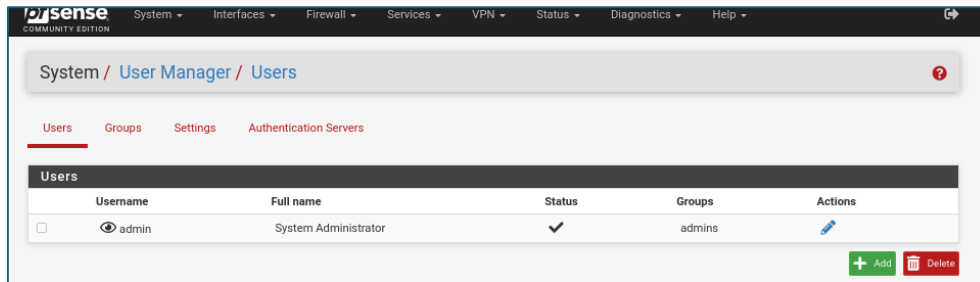 pfsense System Interfaces Firewall Services VPN Status Diagnostics Help
COMMUNITY EDITION
System / User Manager / Users
Users Groups Settings Authentication Servers
Users
Username Full name Status Groups Actions
admin System Administrator admins
Add Delete